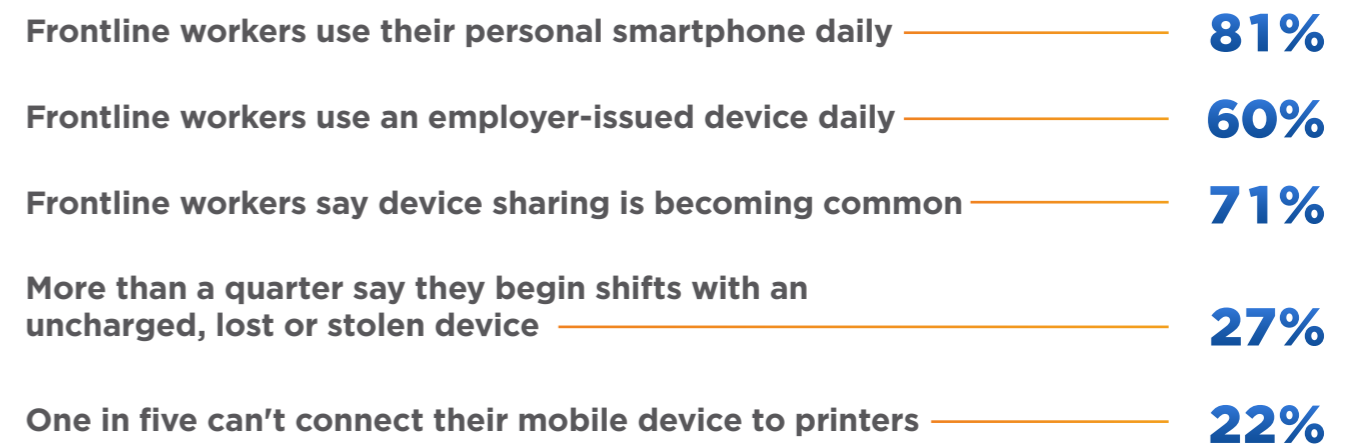 Frontline workers use their personal smartphone daily 81%
Frontline workers use an employer-issued device daily 60%
Frontline workers say device sharing is becoming common 71%
More than a quarter say they begin shifts with an
uncharged, lost or stolen device 27%
One in five can't connect their mobile device to printers 22%